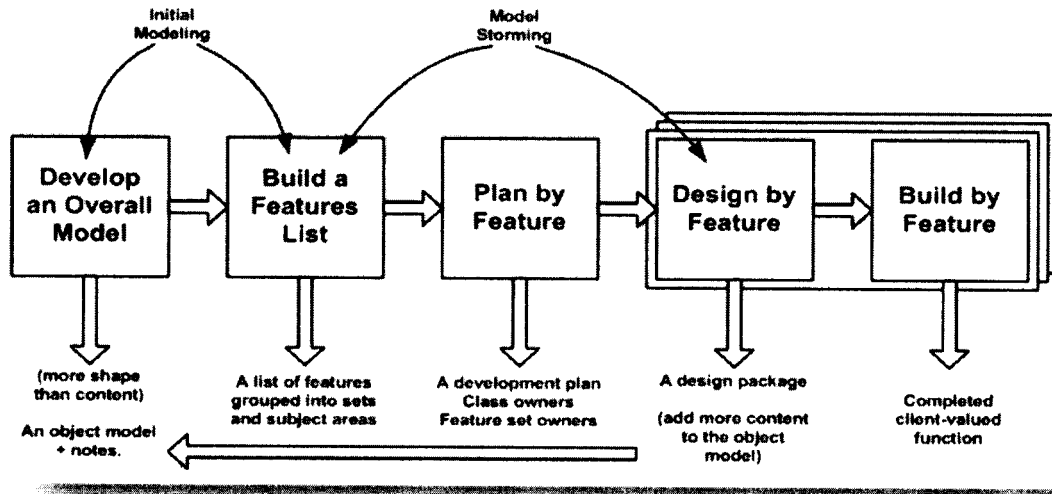 Initial
Modeling
Model
Storming
Develop
an Overall
Model
Build a
Features
List
Plan by
Feature
Design by
Feature
Build by
Feature
(more shape
than content)
An object model
+ notes.
A list of features
grouped into sets
and subject areas
A development plan
Class owners
Feature set owners
A design package
(add more content
to the object
model)
Completed
client-valued
function